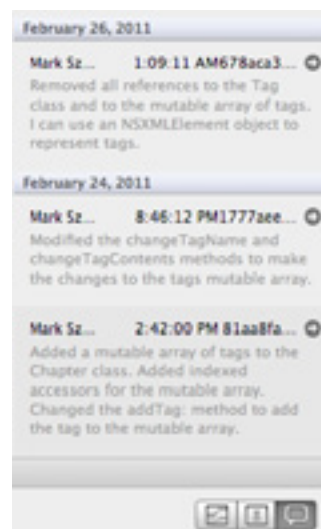 February 26, 2011
Mark Sz... 1:09:11 AM678aca3...
Removed all references to the Tag
class and to the mutable array of tags.
I can use an NSXMLElement object to
represent tags.
February 24, 2011
Mark Sz... 8:46:12 PM1777aee...
Modified the changeTagName and
changeTagContents methods to make
the changes to the tags mutable array.
Mark Sz... 2:42:00 PM 81aa8fa...
Added a mutable array of tags to the
Chapter class. Added indexed
accessors for the mutable array.
Changed the addTag: method to add
the tag to the mutable array.